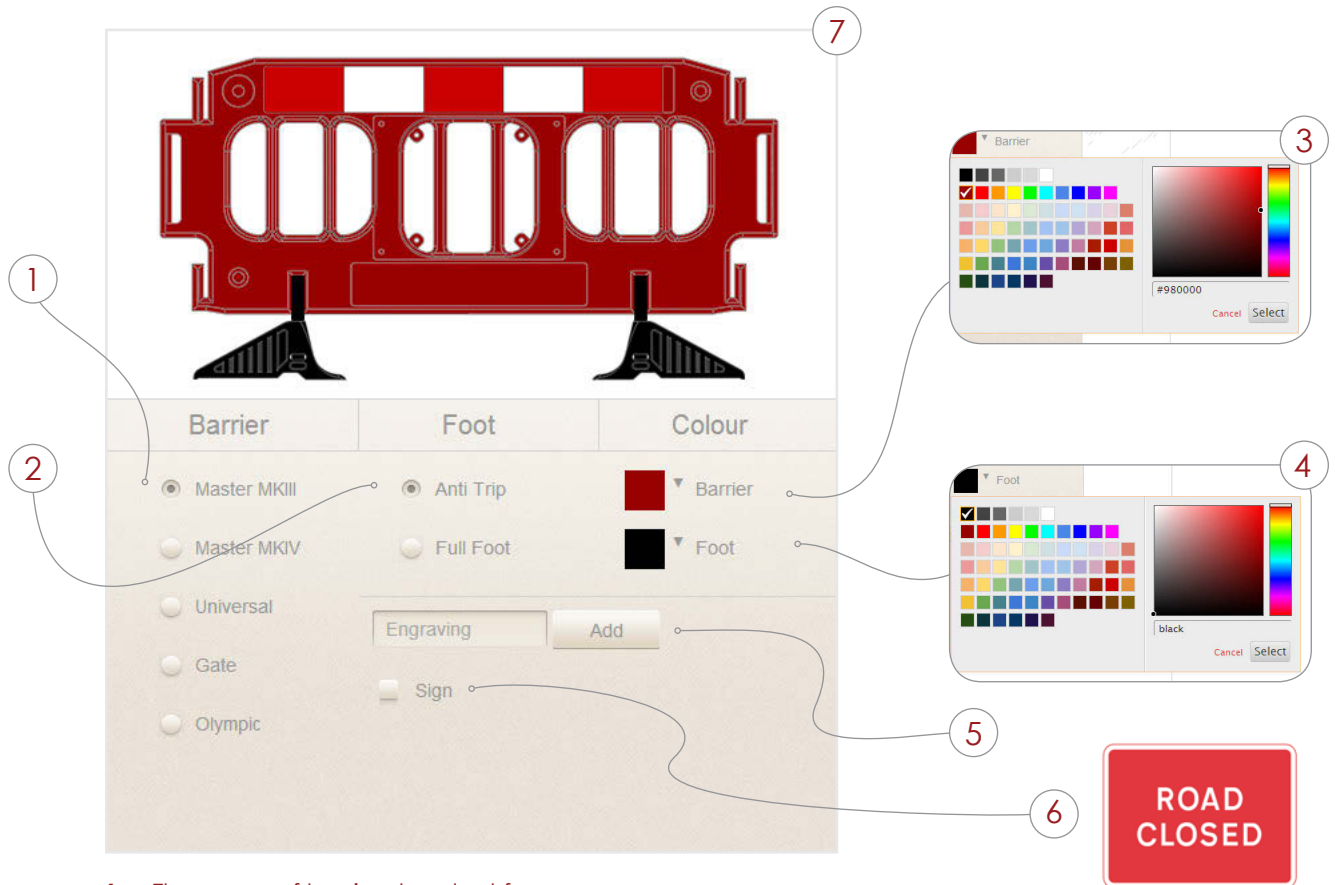 7
Barrier
3
#980000
Cancel Select
1
Barrier Foot Colour
2
Master MKIII
Anti Trip
Barrier
Master MKIV
Full Foot
Foot
Universal
Engraving
Add
Gate
Sign
Olympic
Foot
4
black
Cancel Select
5
6
ROAD
CLOSED